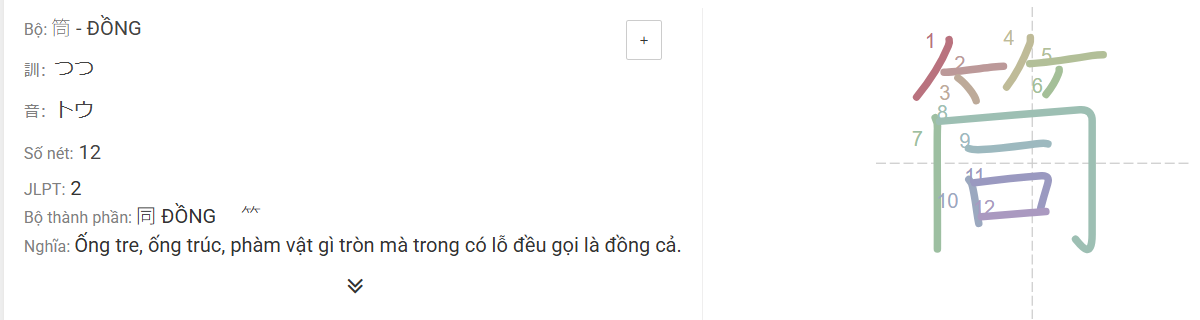 Bộ: 筒 - ĐỒNG
+
訓: つつ
音: トウ
Số nét: 12
JLPT: 2
Bộ thành phần: 同 ĐỒNG ⺮
Nghĩa: Ống tre, ống trúc, phàm vật gì tròn mà trong có lỗ đều gọi là đồng cả.
筒
1
2
3
4
5
6
7
8
9
10
11
12